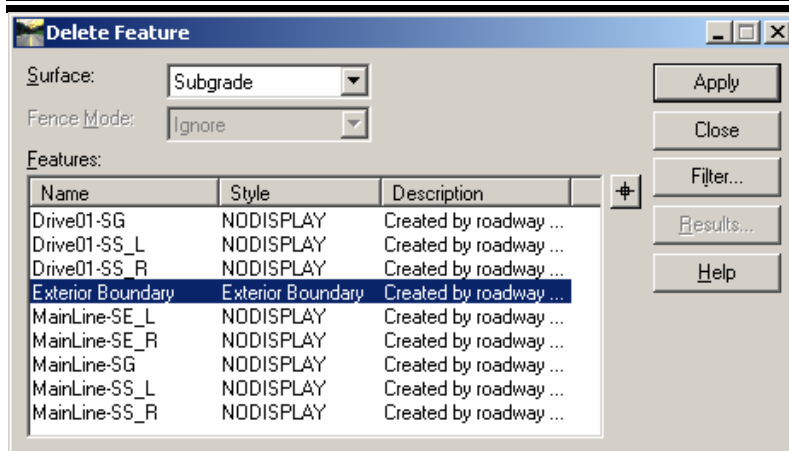 Delete Feature
Surface: Subgrade Apply
Fence Mode: Ignore Close
Features: Filter...
Name Style Description
Drive01-SG NODISPLAY Created by roadway ... Results...
Drive01-SS_L NODISPLAY Created by roadway ...
Drive01-SS_R NODISPLAY Created by roadway ... Help
Exterior Boundary Exterior Boundary Created by roadway ...
MainLine-SE_L NODISPLAY Created by roadway ...
MainLine-SE_R NODISPLAY Created by roadway ...
MainLine-SG NODISPLAY Created by roadway ...
MainLine-SS_L NODISPLAY Created by roadway ...
MainLine-SS_R NODISPLAY Created by roadway ...